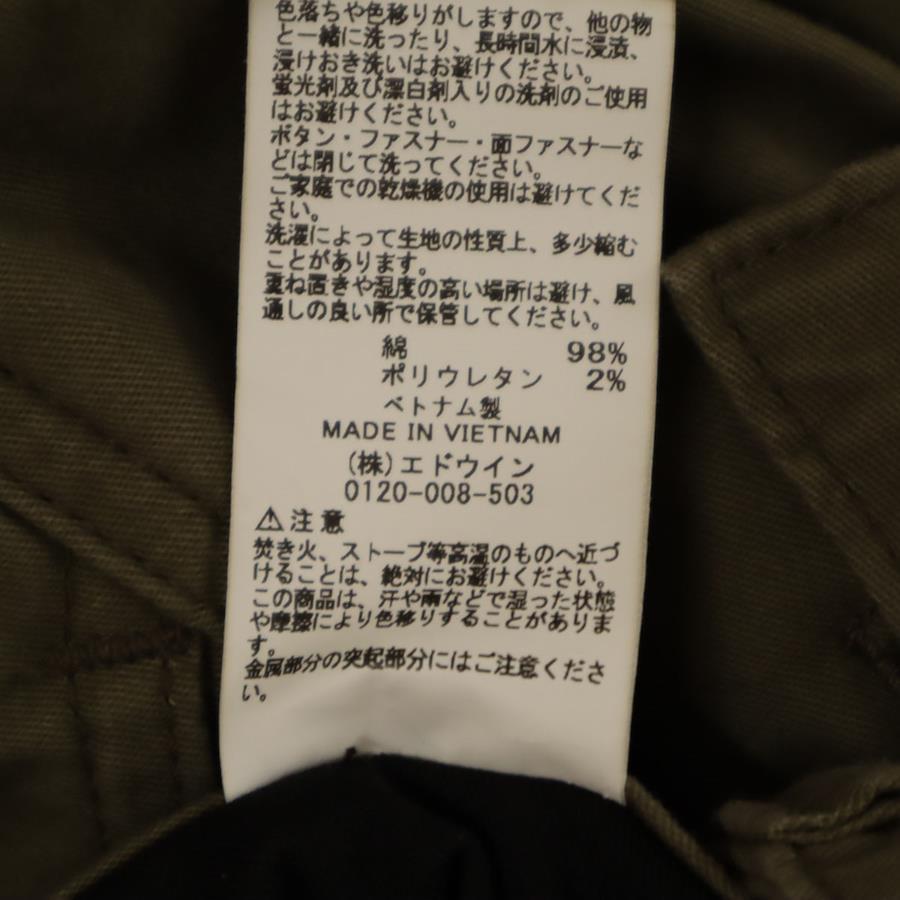 色落ちや色移りがしますので、他の物
と一緒に洗ったり、長時間水に浸漬、
浸けおき洗いはお避けください。
蛍光剤及び漂白剤入りの洗剤のご使用
はお避けください。
ボタン・ファスナー・面ファスナーな
どは閉じて洗ってください。
ご家庭での乾燥機の使用は避けてくだ
さい。
洗濯によって生地の性質上、多少縮む
ことがあります。
重ね置きや湿度の高い場所は避け、風
通しの良い所で保管してください。
綿 98%
ポリウレタン 2%
ベトナム製
MADE IN VIETNAM
(株)エドウイン
0120-008-503
⚠注意
焚き火、ストーブ等高温のものへ近づ
けることは、絶対にお避けください。
この商品は、汗や雨などで湿った状態
や摩擦により色移りすることがありま
す。
金属部分の突起部分にはご注意くださ
い。